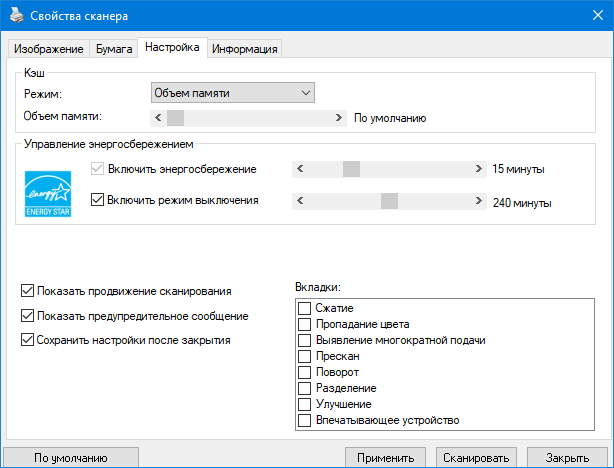 Свойства сканера
Изображение Бумага Настройка Информация
Кэш
Режим: Объем памяти
Объем памяти: По умолчанию
Управление энергосбережением
Включить энергосбережение 15 минуты
energy
ENERGY STAR
Включить режим выключения 240 минуты
Показать продвижение сканирования
Показать предупредительное сообщение
Сохранить настройки после закрытия
Вкладки:
Сжатие
Пропадание цвета
Выявление многократной подачи
Прескан
Поворот
Разделение
Улучшение
Впечатывающее устройство
По умолчанию Применить Сканировать Закрыть